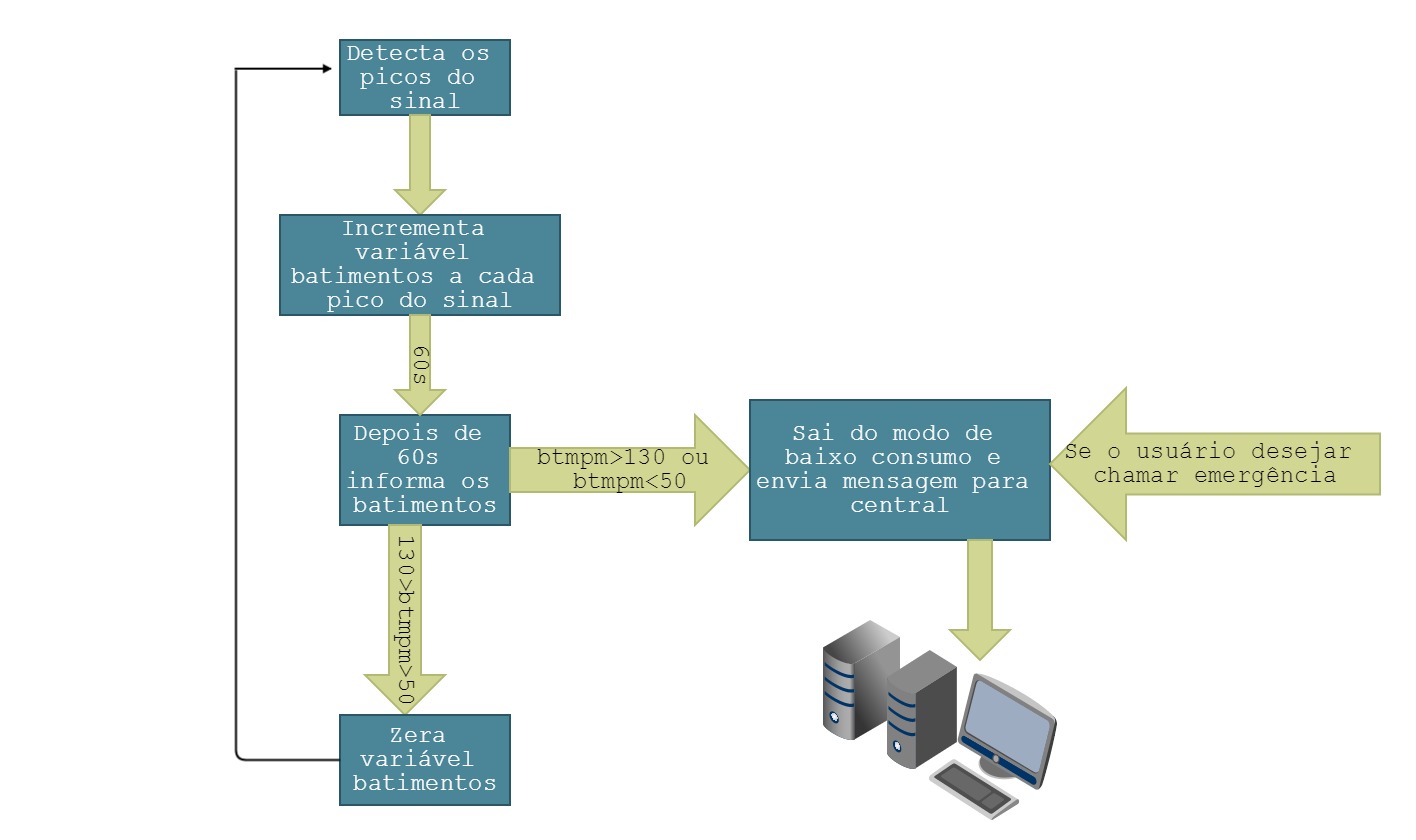 Detecta os
picos do
sinal
Incrementa
variável
batimentos a cada
pico do sinal
60s
Depois de
60s
informa os
batimentos
btmpm>130 ou
btmpm<50
Sai do modo de
baixo consumo e
envia mensagem para
central
Se o usuário desejar
chamar emergência
130>btmpm>50
Zera
variável
batimentos